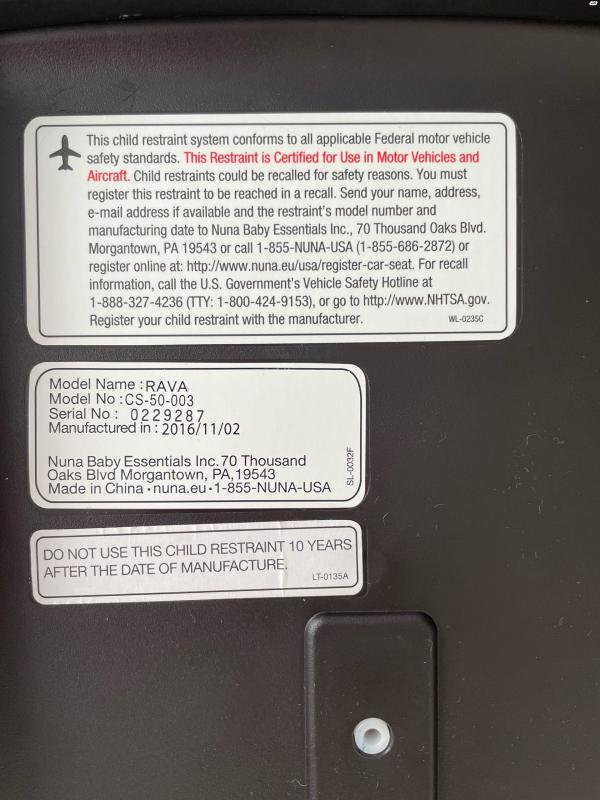 This child restraint system conforms to all applicable Federal motor vehicle
safety standards. This Restraint is Certified for Use in Motor Vehicles and
Aircraft. Child restraints could be recalled for safety reasons. You must
register this restraint to be reached in a recall. Send your name, address,
e-mail address if available and the restraint's model number and
manufacturing date to Nuna Baby Essentials Inc., 70 Thousand Oaks Blvd.
Morgantown, PA 19543 or call 1-855-NUNA-USA (1-855-686-2872) or
register online at: http://www.nuna.eu/usa/register-car-seat. For recall
information, call the U.S. Government's Vehicle Safety Hotline at
1-888-327-4236 (TTY: 1-800-424-9153), or go to http://www.NHTSA.gov.
Register your child restraint with the manufacturer.
WL-0235C
Model Name : RAVA
Model No : CS-50-003
Serial No : 0229287
Manufactured in : 2016/11/02
Nuna Baby Essentials Inc.70 Thousand
Oaks Blvd Morgantown, PA,19543
Made in China・nuna.eu・1-855-NUNA-USA
SL-0032F
DO NOT USE THIS CHILD RESTRAINT 10 YEARS
AFTER THE DATE OF MANUFACTURE.
LT-0135A